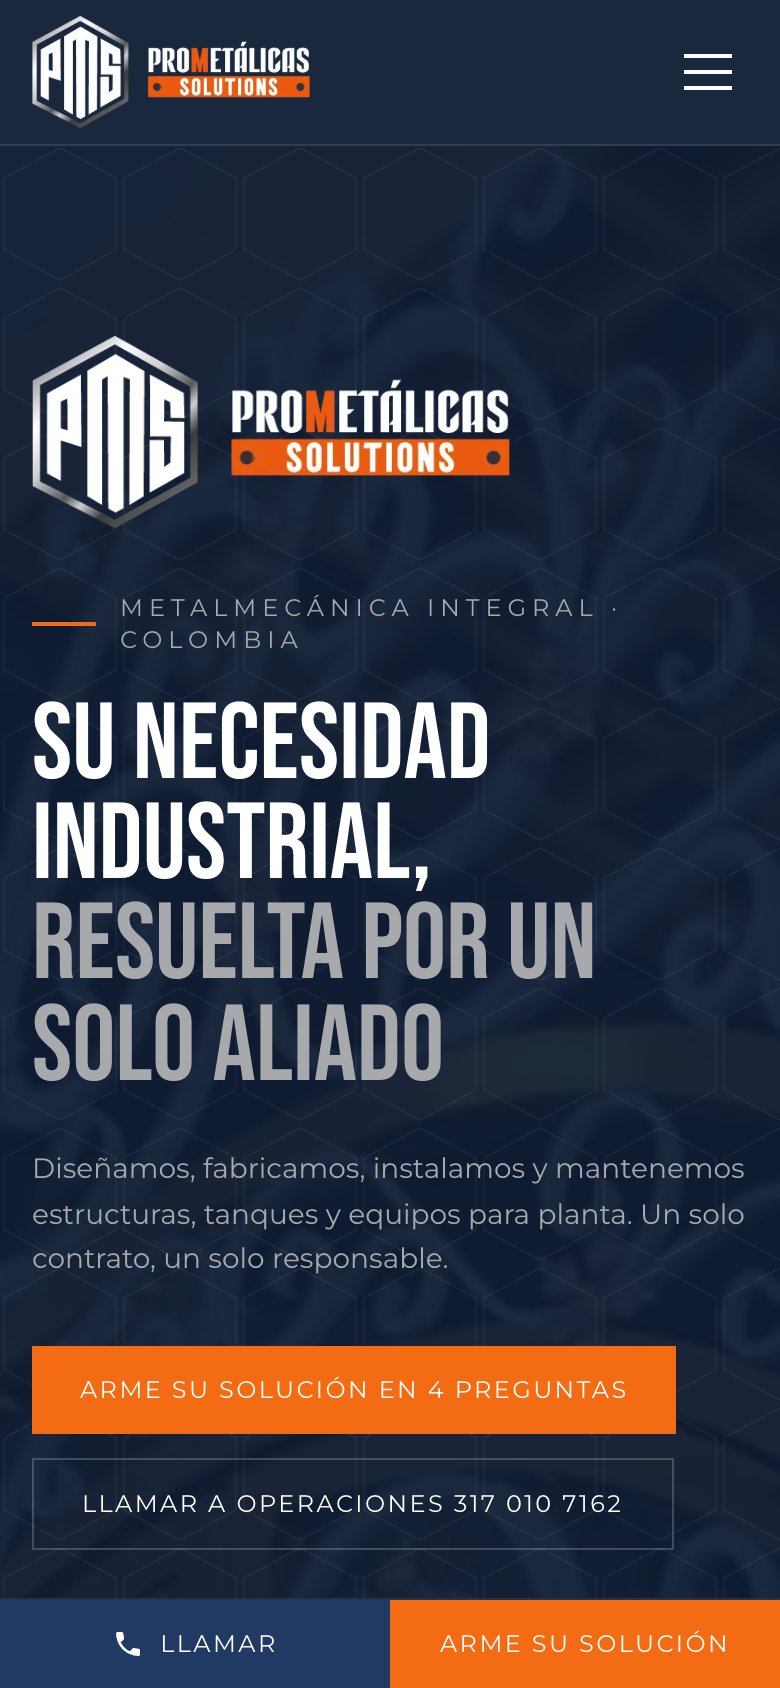 PMS PROMETÁLICAS
SOLUTIONS
PMS PROMETÁLICAS
SOLUTIONS
METALMECÁNICA INTEGRAL ·
COLOMBIA
SU NECESIDAD
INDUSTRIAL,
RESUELTA POR UN
SOLO ALIADO
Diseñamos, fabricamos, instalamos y mantenemos
estructuras, tanques y equipos para planta. Un solo
contrato, un solo responsable.
ARME SU SOLUCIÓN EN 4 PREGUNTAS
LLAMAR A OPERACIONES 317 010 7162
LLAMAR ARME SU SOLUCIÓN